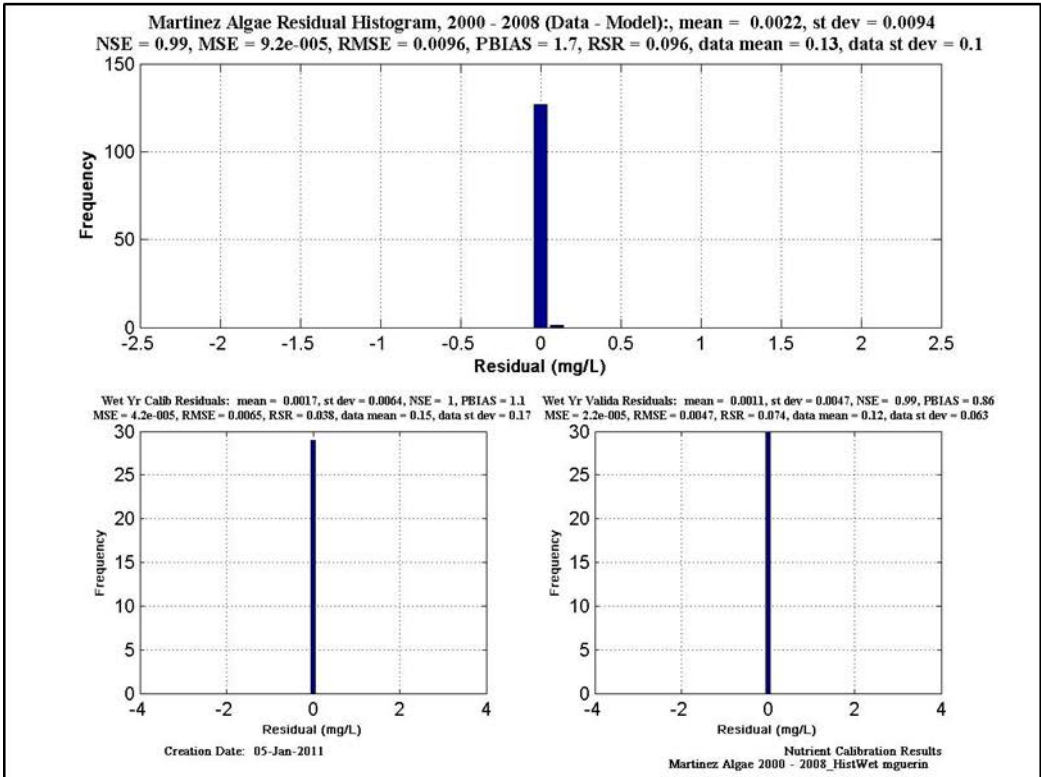 Martinez Algae Residual Histogram, 2000 - 2008 (Data - Model):, mean = 0.0022, st dev = 0.0094
NSE = 0.99, MSE = 9.2e-005, RMSE = 0.0096, PBIAS = 1.7, RSR = 0.096, data mean = 0.13, data st dev = 0.1
150
100
50
0
Frequency
-2.5 -2 -1.5 -1 -0.5 0 0.5 1 1.5 2 2.5
Residual (mg/L)
Wet Yr Calib Residuals: mean = 0.0017, st dev = 0.0064, NSE = 1, PBIAS = 1.1
MSE = 4.2e-005, RMSE = 0.0065, RSR = 0.038, data mean = 0.15, data st dev = 0.17
30
25
20
15
10
5
0
Frequency
-4 -2 0 2 4
Residual (mg/L)
Wet Yr Valida Residuals: mean = 0.0011, st dev = 0.0047, NSE = 0.99, PBIAS = 0.86
MSE = 2.2e-005, RMSE = 0.0047, RSR = 0.074, data mean = 0.12, data st dev = 0.063
30
25
20
15
10
5
0
Frequency
-4 -2 0 2 4
Residual (mg/L)
Creation Date: 05-Jan-2011
Nutrient Calibration Results
Martinez Algae 2000 - 2008_HistWet mguerin